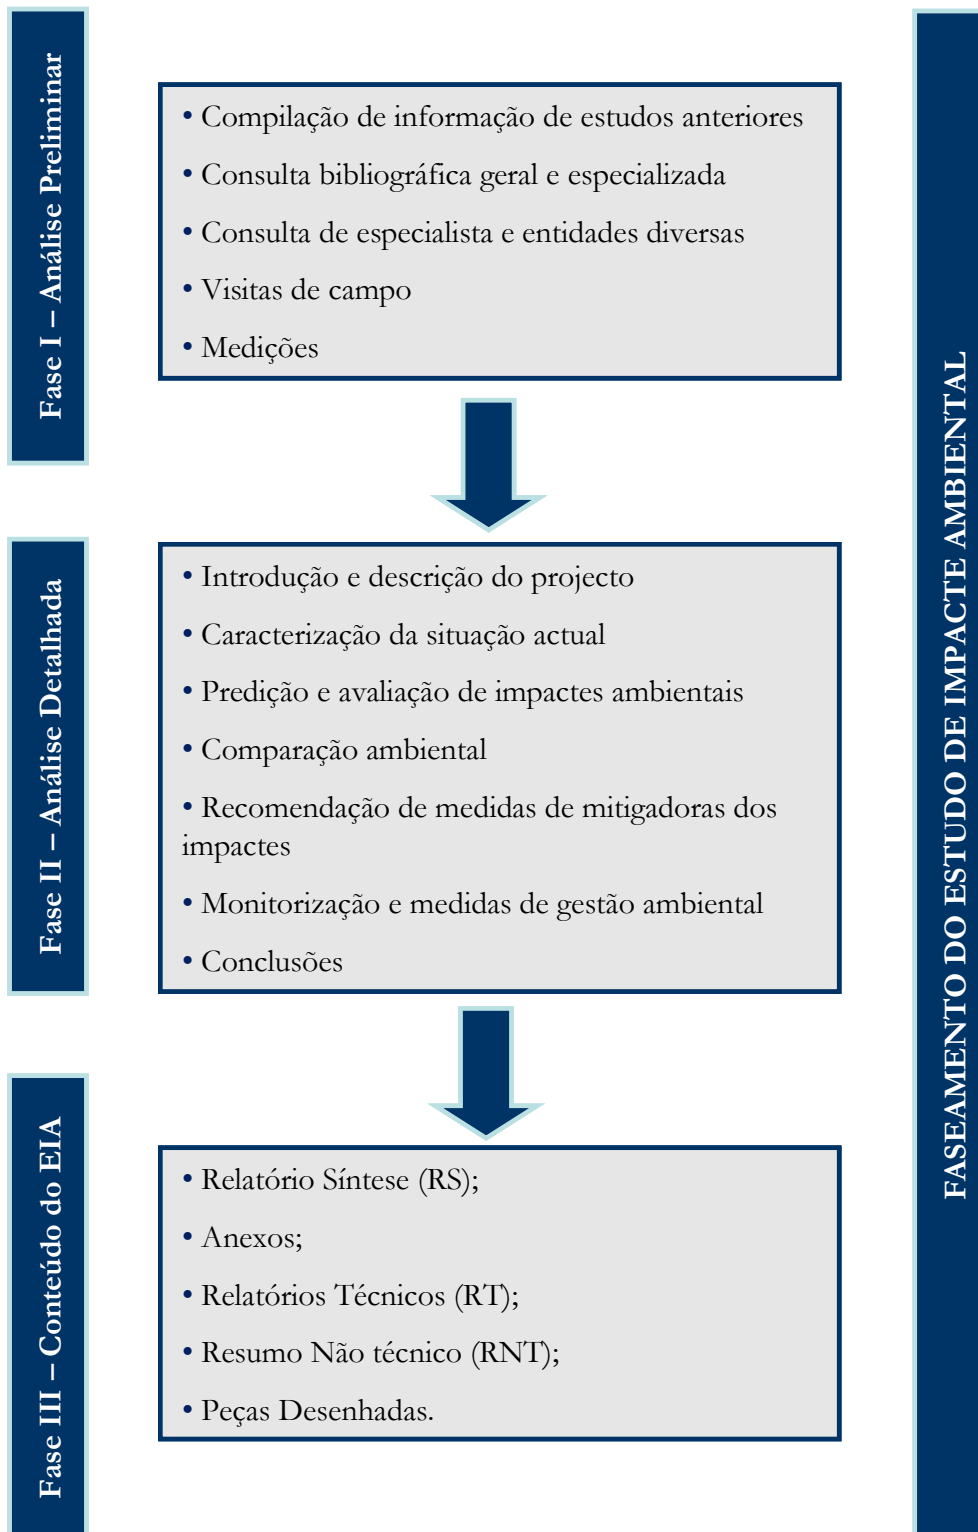 Fase I – Análise Preliminar
• Compilação de informação de estudos anteriores
• Consulta bibliográfica geral e especializada
• Consulta de especialista e entidades diversas
• Visitas de campo
• Medições
Fase II – Análise Detalhada
• Introdução e descrição do projecto
• Caracterização da situação actual
• Predição e avaliação de impactes ambientais
• Comparação ambiental
• Recomendação de medidas de mitigadoras dos
impactes
• Monitorização e medidas de gestão ambiental
• Conclusões
Fase III – Conteúdo do EIA
• Relatório Síntese (RS);
• Anexos;
• Relatórios Técnicos (RT);
• Resumo Não técnico (RNT);
• Peças Desenhadas.
FASEAMENTO DO ESTUDO DE IMPACTE AMBIENTAL